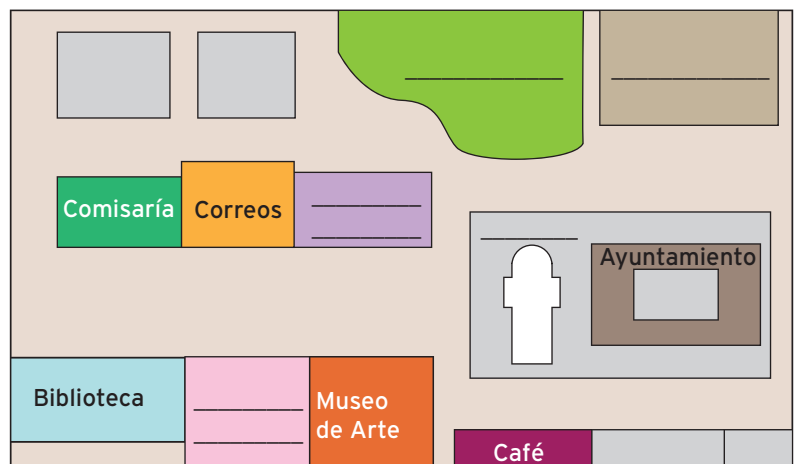 Comisaría
Correos
Ayuntamiento
Biblioteca
Museo
de Arte
Café